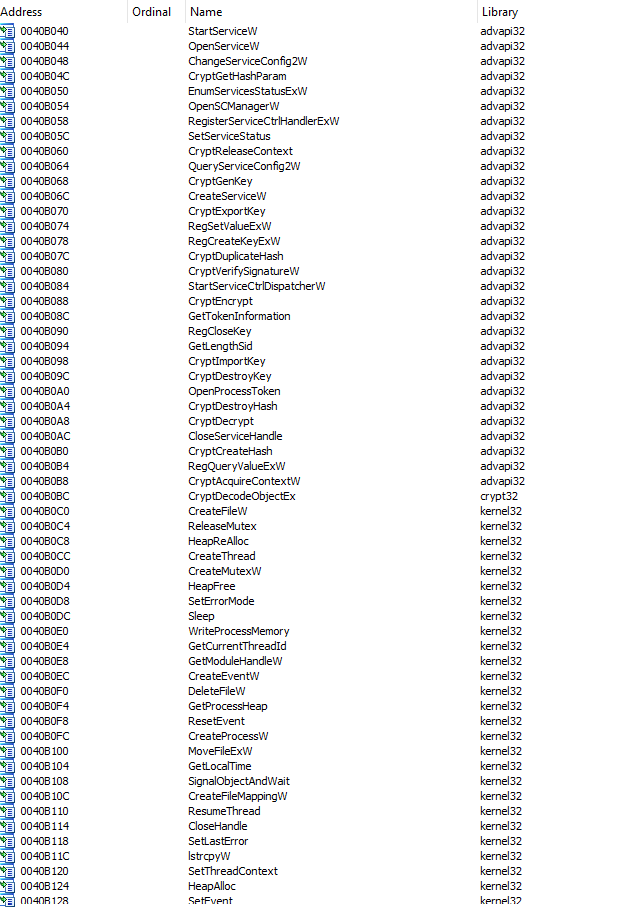 Address Ordinal Name Library
0040B040 StartServiceW advapi32
0040B044 OpenServiceW advapi32
0040B048 ChangeServiceConfig2W advapi32
0040B04C CryptGetHashParam advapi32
0040B050 EnumServicesStatusExW advapi32
0040B054 OpenSCManagerW advapi32
0040B058 RegisterServiceCtrlHandlerExW advapi32
0040B05C SetServiceStatus advapi32
0040B060 CryptReleaseContext advapi32
0040B064 QueryServiceConfig2W advapi32
0040B068 CryptGenKey advapi32
0040B06C CreateServiceW advapi32
0040B070 CryptExportKey advapi32
0040B074 RegSetValueExW advapi32
0040B078 RegCreateKeyExW advapi32
0040B07C CryptDuplicateHash advapi32
0040B080 CryptVerifySignatureW advapi32
0040B084 StartServiceCtrlDispatcherW advapi32
0040B088 CryptEncrypt advapi32
0040B08C GetTokenInformation advapi32
0040B090 RegCloseKey advapi32
0040B094 GetLengthSid advapi32
0040B098 CryptImportKey advapi32
0040B09C CryptDestroyKey advapi32
0040B0A0 OpenProcessToken advapi32
0040B0A4 CryptDestroyHash advapi32
0040B0A8 CryptDecrypt advapi32
0040B0AC CloseServiceHandle advapi32
0040B0B0 CryptCreateHash advapi32
0040B0B4 RegQueryValueExW advapi32
0040B0B8 CryptAcquireContextW advapi32
0040B0BC CryptDecodeObjectEx crypt32
0040B0C0 CreateFileW kernel32
0040B0C4 ReleaseMutex kernel32
0040B0C8 HeapReAlloc kernel32
0040B0CC CreateThread kernel32
0040B0D0 CreateMutexW kernel32
0040B0D4 HeapFree kernel32
0040B0D8 SetErrorMode kernel32
0040B0DC Sleep kernel32
0040B0E0 WriteProcessMemory kernel32
0040B0E4 GetCurrentThreadId kernel32
0040B0E8 GetModuleHandleW kernel32
0040B0EC CreateEventW kernel32
0040B0F0 DeleteFileW kernel32
0040B0F4 GetProcessHeap kernel32
0040B0F8 ResetEvent kernel32
0040B0FC CreateProcessW kernel32
0040B100 MoveFileExW kernel32
0040B104 GetLocalTime kernel32
0040B108 SignalObjectAndWait kernel32
0040B10C CreateFileMappingW kernel32
0040B110 ResumeThread kernel32
0040B114 CloseHandle kernel32
0040B118 SetLastError kernel32
0040B11C lstrcpyW kernel32
0040B120 SetThreadContext kernel32
0040B124 HeapAlloc kernel32
0040B128 SetEvent kernel32